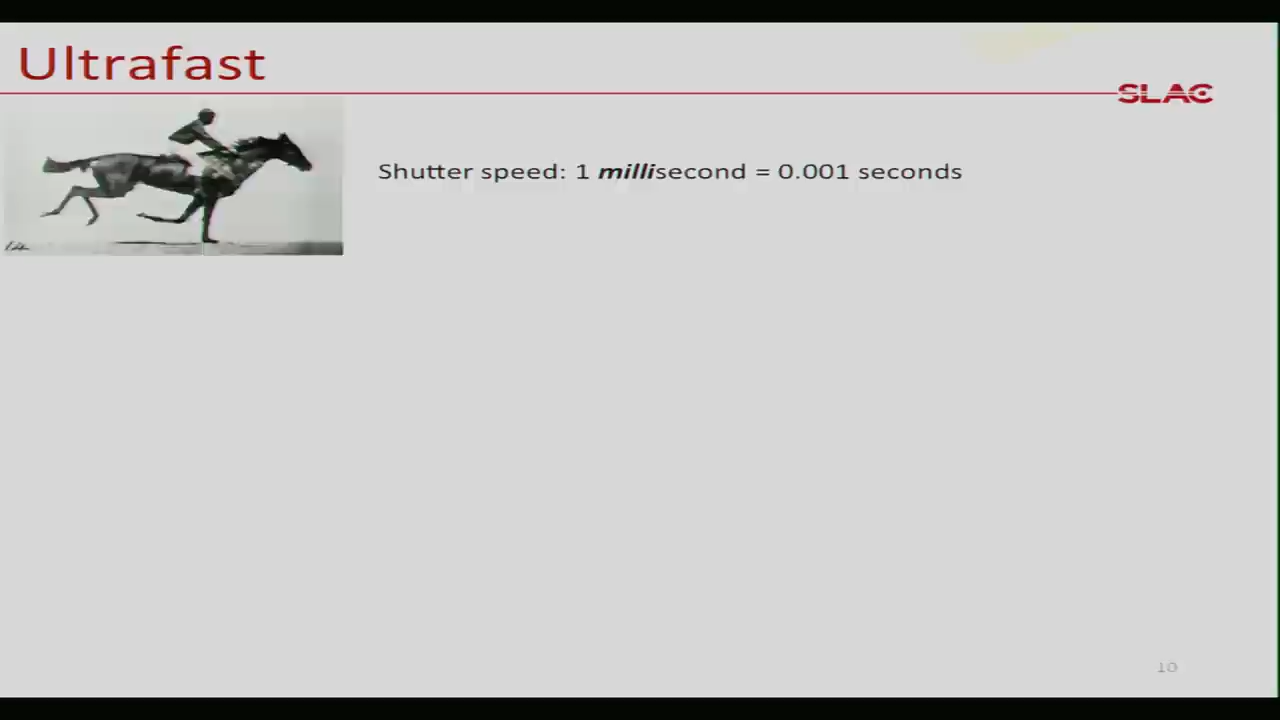 Ultrafast
SLAC
Shutter speed: 1 millisecond = 0.001 seconds
10